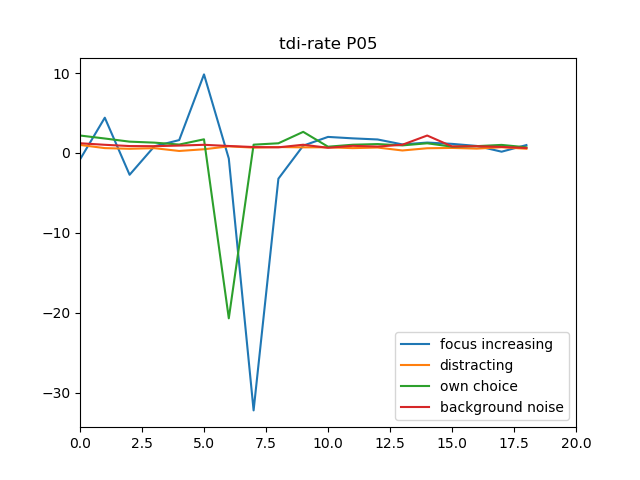 tdi-rate P05
10
0
−10
−20
−30
0.0 2.5 5.0 7.5 10.0 12.5 15.0 17.5 20.0
focus increasing
distracting
own choice
background noise